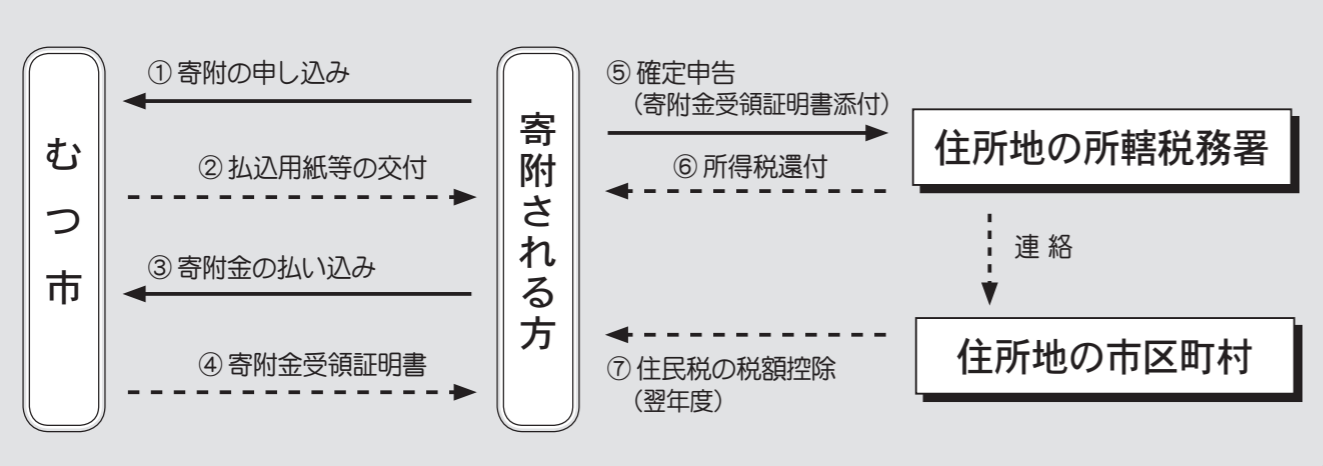 むつ市
① 寄附の申し込み
② 払込用紙等の交付
③ 寄附金の払い込み
④ 寄附金受領証明書
寄附される方
⑤ 確定申告
（寄附金受領証明書添付）
⑥ 所得税還付
住所地の所轄税務署
連絡
住所地の市区町村
⑦ 住民税の税額控除
（翌年度）